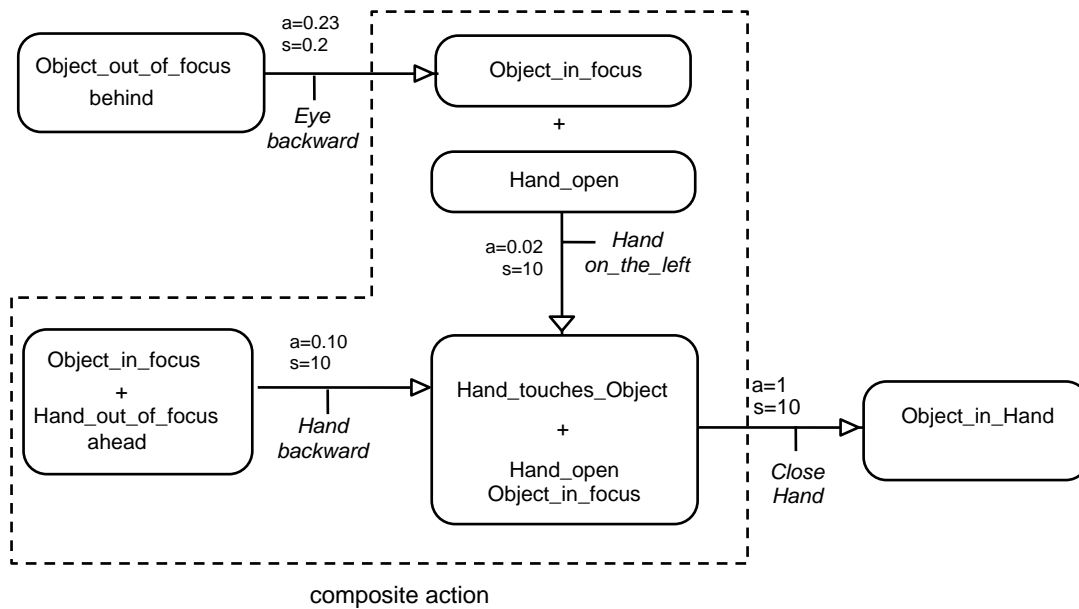 a=0.23
s=0.2
Object_out_of_focus
behind
Eye
backward
Object_in_focus
+
Hand_open
a=0.02
s=10
Hand
on_the_left
Object_in_focus
+
Hand_out_of_focus
ahead
a=0.10
s=10
Hand
backward
Hand_touches_Object
+
Hand_open
Object_in_focus
a=1
s=10
Close
Hand
Object_in_Hand
composite action